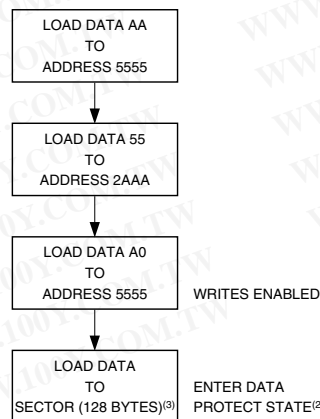 LOAD DATA AA
TO
ADDRESS 5555
LOAD DATA 55
TO
ADDRESS 2AAA
LOAD DATA A0
TO
ADDRESS 5555
WRITES ENABLED
LOAD DATA
TO
SECTOR (128 BYTES)(3)
ENTER DATA
PROTECT STATE(2